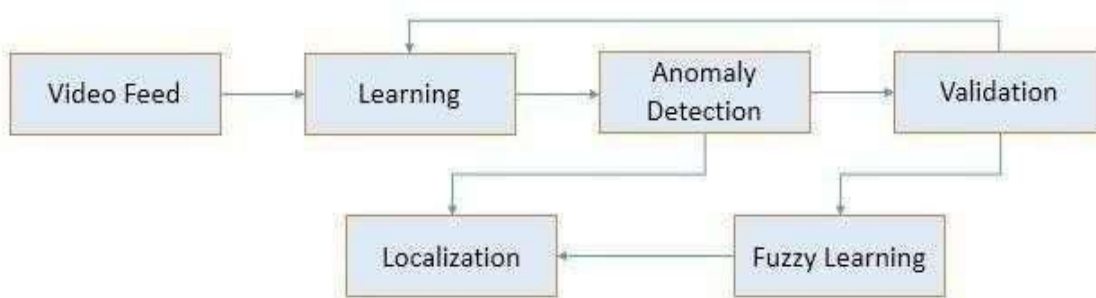 Video Feed
Learning
Anomaly
Detection
Validation
Localization
Fuzzy Learning